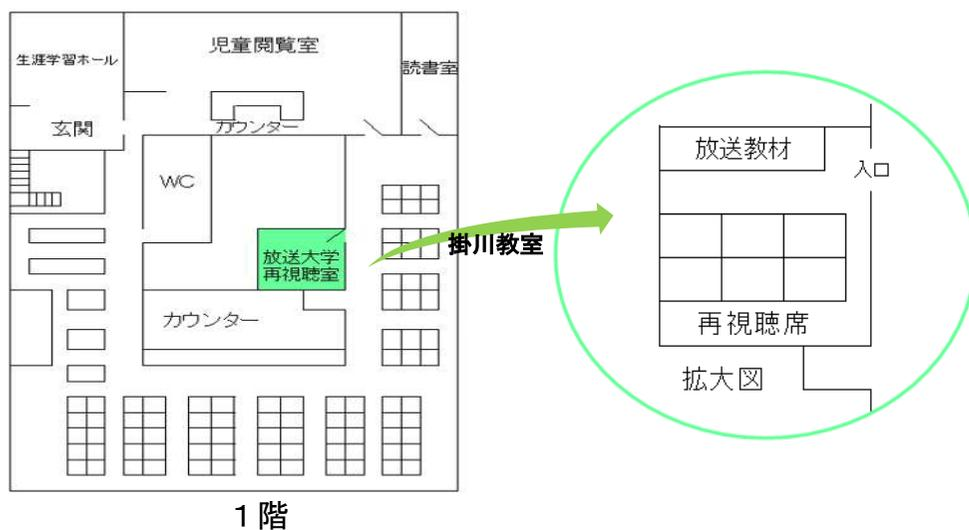 児童閲覧室
生涯学習ホール
読書室
玄関
カウンター
WC
放送大学
再視聴室
カウンター
掛川教室
放送教材
入口
再視聴席
拡大図
1階